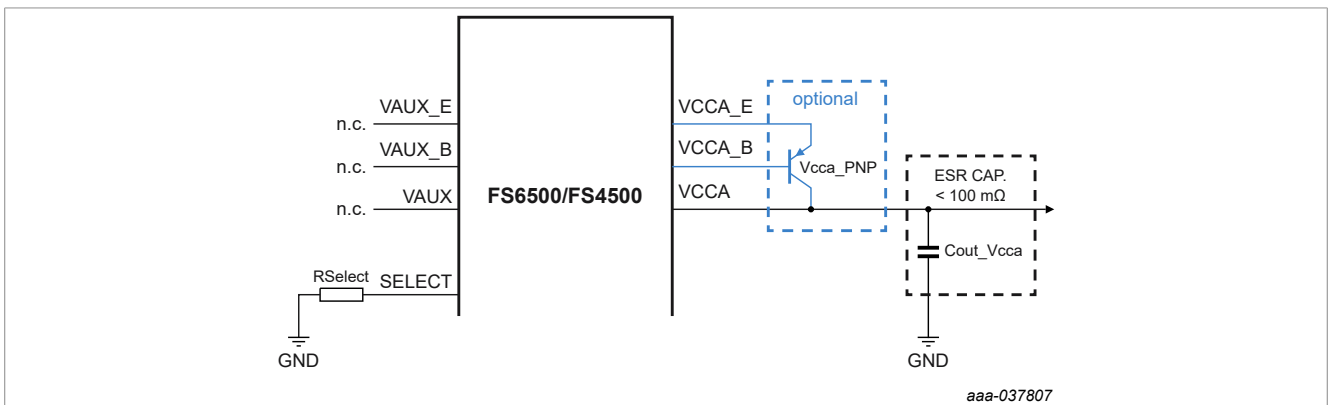 optional
VAUX_E
n.c.
VCCA_E
VAUX_B
n.c.
VCCA_B
Vcca_PNP
ESR CAP.
< 100 mΩ
VAUX
n.c.
FS6500/FS4500
VCCA
Cout_Vcca
RSelect
SELECT
GND
GND
aaa-037807